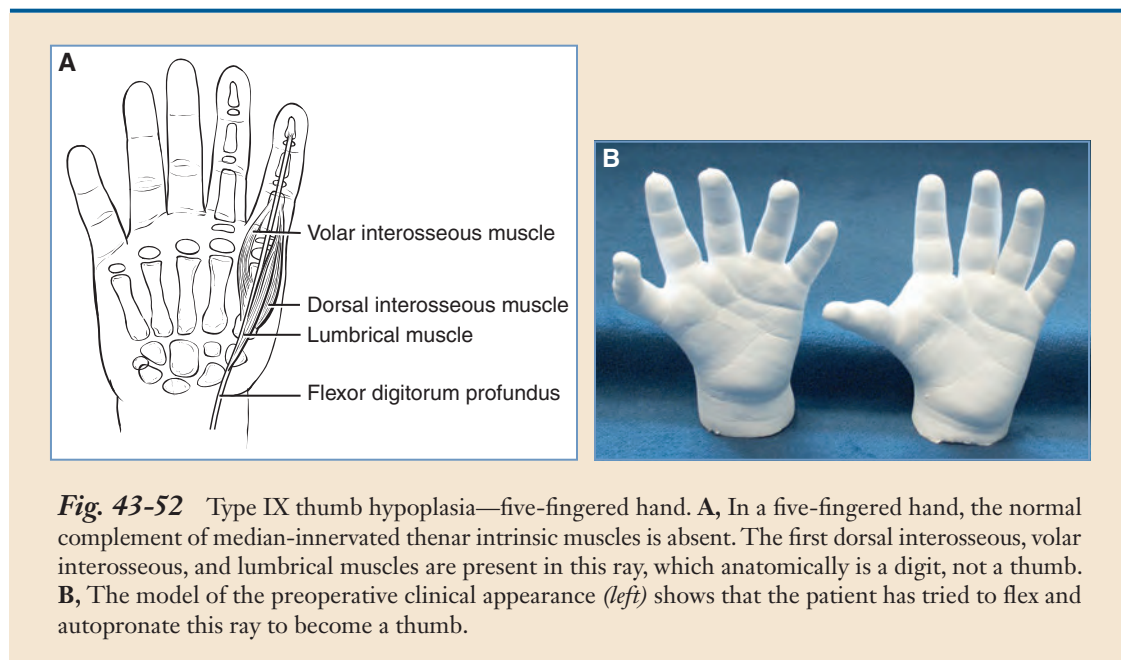 A
Volar interosseous muscle
Dorsal interosseous muscle
Lumbrical muscle
Flexor digitorum profundus
B
Fig. 43-52 Type IX thumb hypoplasia—five-fingered hand. A, In a five-fingered hand, the normal
complement of median-innervated thenar intrinsic muscles is absent. The first dorsal interosseous, volar
interosseous, and lumbrical muscles are present in this ray, which anatomically is a digit, not a thumb.
B, The model of the preoperative clinical appearance (left) shows that the patient has tried to flex and
autopronate this ray to become a thumb.